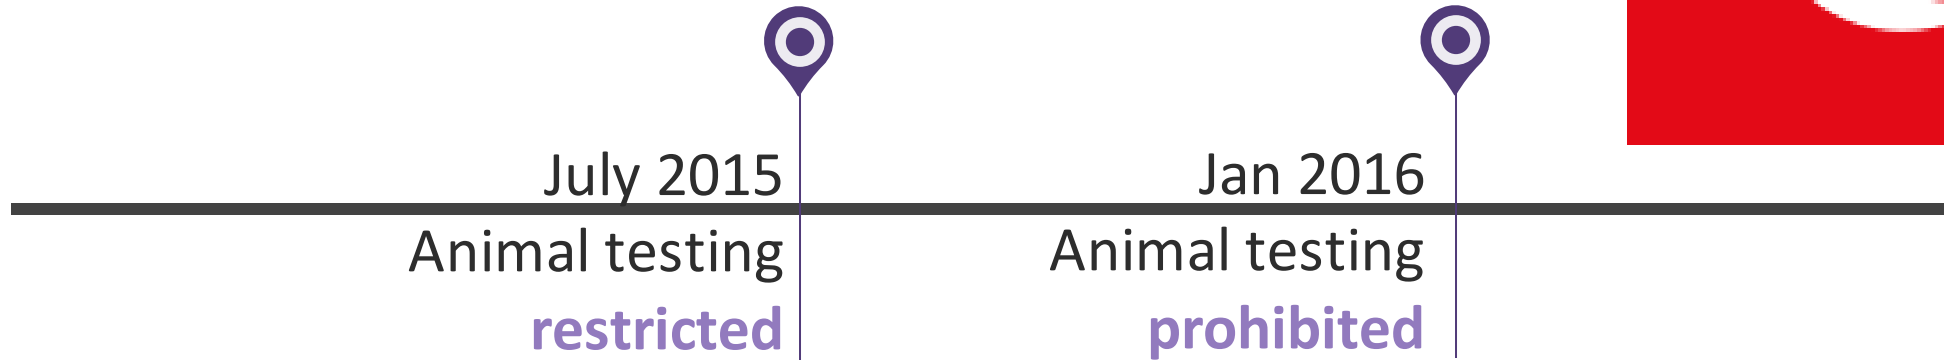 July 2015
Animal testing
restricted
Jan 2016
Animal testing
prohibited